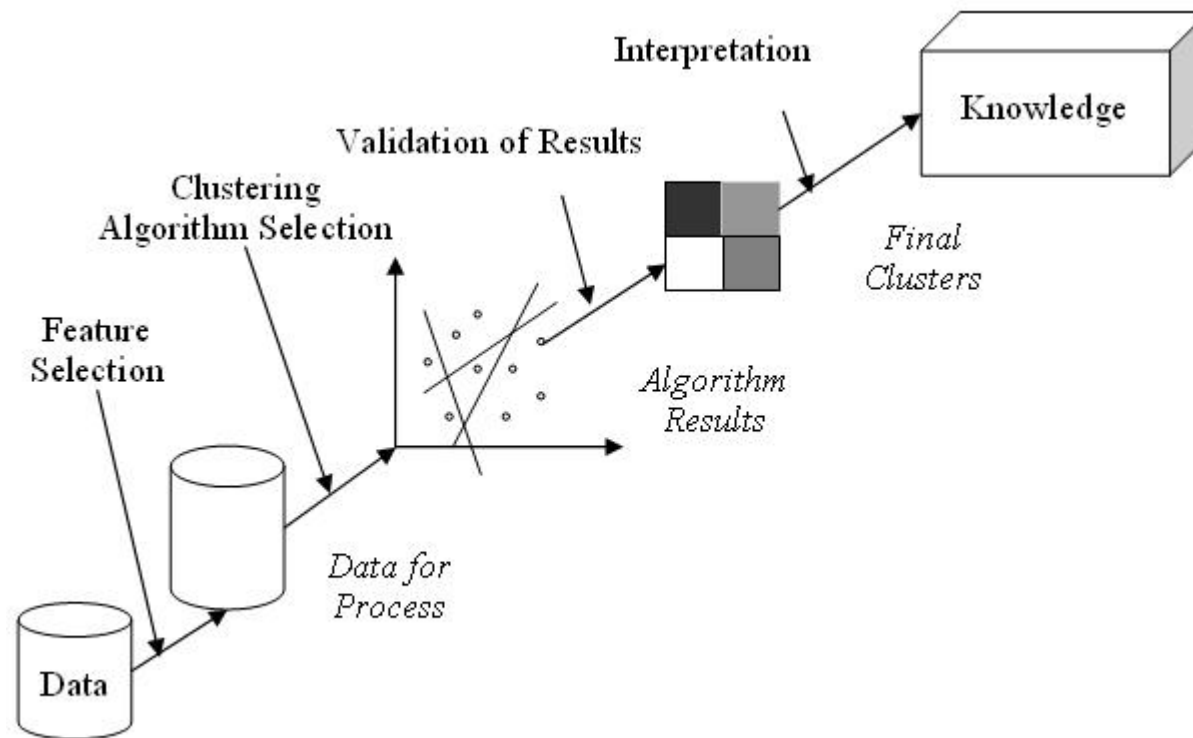 Interpretation
Knowledge
Validation of Results
Clustering
Algorithm Selection
Final
Clusters
Feature
Selection
Algorithm
Results
Data for
Process
Data